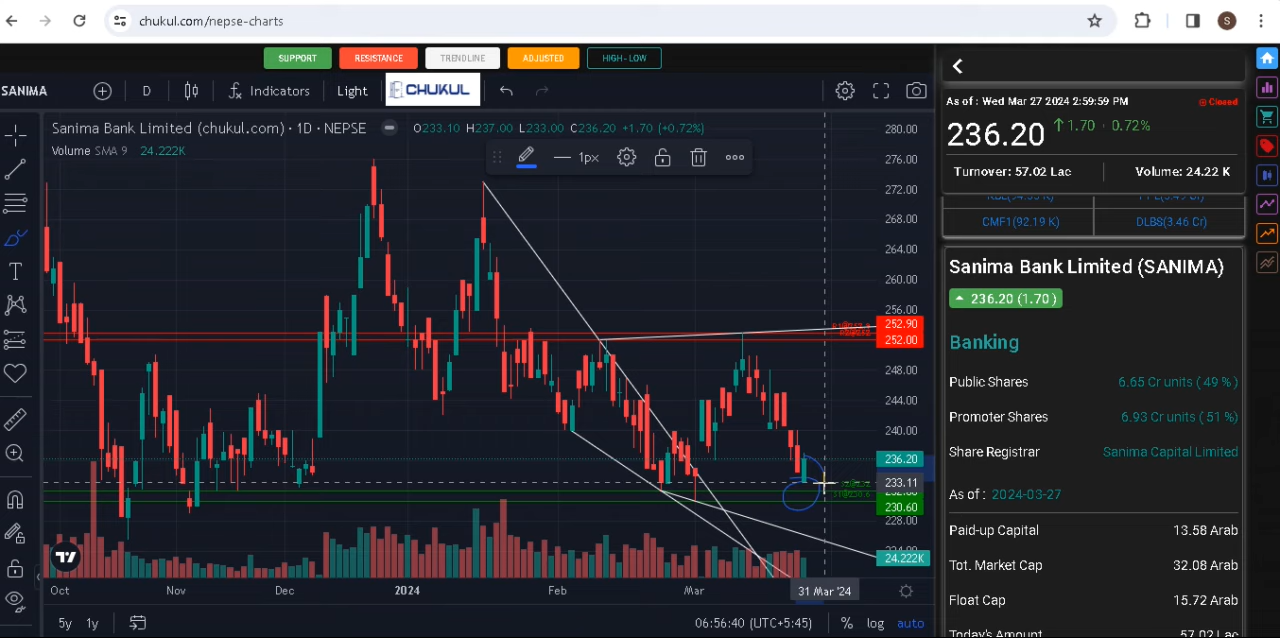 chukul.com/nepse-charts
S
SUPPORT RESISTANCE TRENDLINE ADJUSTED HIGH-LOW
SANIMA D Indicators Light CHUKUL
Sanima Bank Limited (chukul.com) · 1D · NEPSE O233.10 H237.00 L233.00 C236.20 +1.70 (+0.72%)
Volume SMA 9 24.222K
1px
280.00
276.00
272.00
268.00
264.00
260.00
256.00
252.90
252.00
248.00
244.00
240.00
236.20
233.11
230.60
228.00
24.222K
Oct Nov Dec 2024 Feb Mar 31 Mar '24
5y 1y 06:56:40 (UTC+5:45) % log auto
As of : Wed Mar 27 2024 2:59:59 PM Closed
236.20 1.70 0.72%
Turnover: 57.02 Lac Volume: 24.22 K
CMF1(92.19 K) DLBS(3.46 Cr)
Sanima Bank Limited (SANIMA)
236.20 (1.70)
Banking
Public Shares 6.65 Cr units ( 49 % )
Promoter Shares 6.93 Cr units ( 51 %)
Share Registrar Sanima Capital Limited
As of : 2024-03-27
Paid-up Capital 13.58 Arab
Tot. Market Cap 32.08 Arab
Float Cap 15.72 Arab
Today's Amount 57.02 Lac